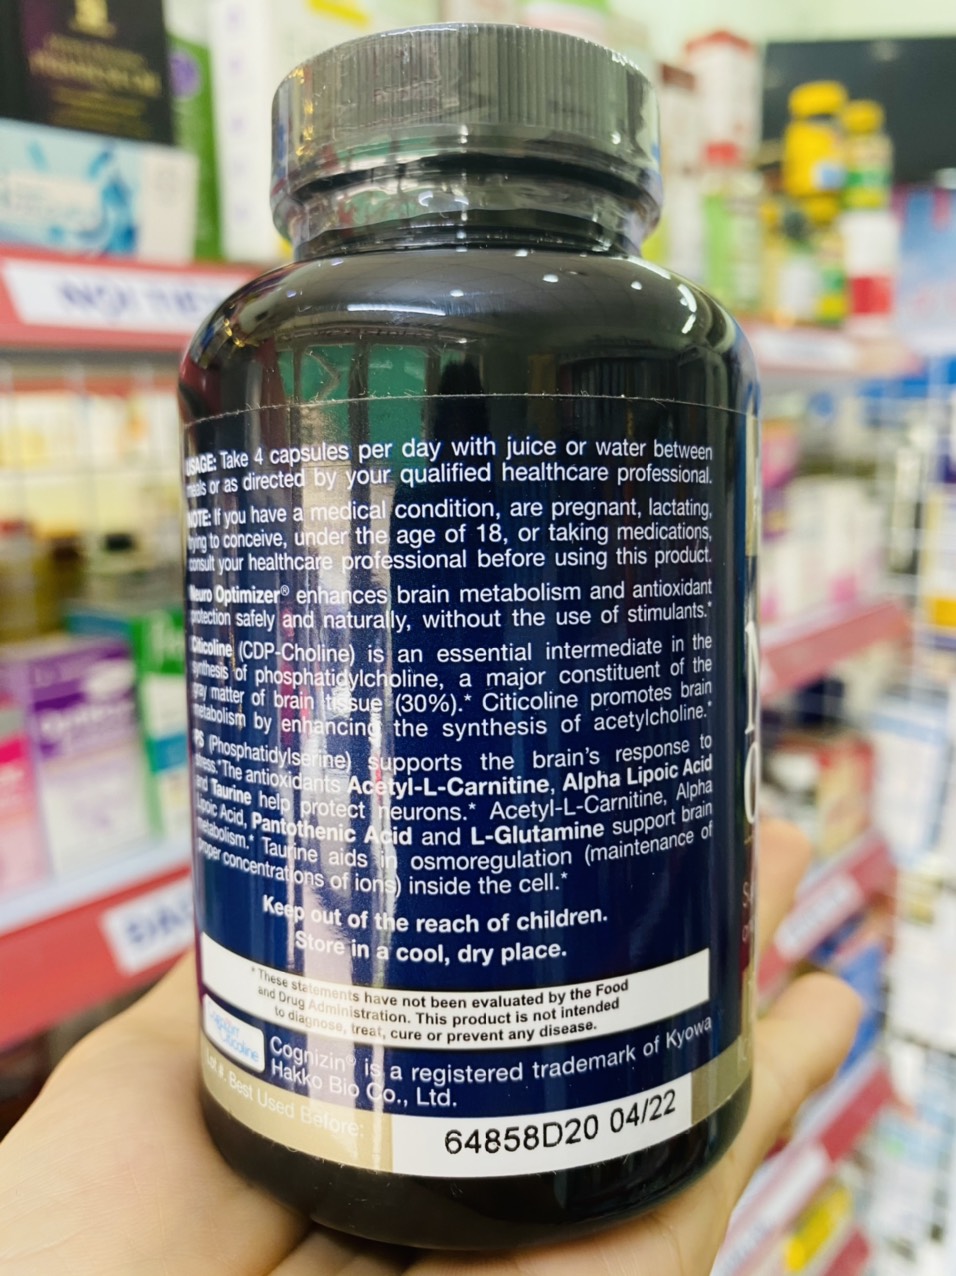 USAGE: Take 4 capsules per day with juice or water between
meals or as directed by your qualified healthcare professional.
NOTE: If you have a medical condition, are pregnant, lactating,
trying to conceive, under the age of 18, or taking medications,
consult your healthcare professional before using this product.
Neuro Optimizer® enhances brain metabolism and antioxidant
protection safely and naturally, without the use of stimulants.*
Citicoline (CDP-Choline) is an essential intermediate in the
synthesis of phosphatidylcholine, a major constituent of the
gray matter of brain tissue (30%).* Citicoline promotes brain
metabolism by enhancing the synthesis of acetylcholine.*
PS (Phosphatidylserine) supports the brain's response to
stress.* The antioxidants Acetyl-L-Carnitine, Alpha Lipoic Acid
and Taurine help protect neurons.* Acetyl-L-Carnitine, Alpha
Lipoic Acid, Pantothenic Acid and L-Glutamine support brain
metabolism.* Taurine aids in osmoregulation (maintenance of
proper concentrations of ions) inside the cell.*
Keep out of the reach of children.
Store in a cool, dry place.
* These statements have not been evaluated by the Food
and Drug Administration. This product is not intended
to diagnose, treat, cure or prevent any disease.
Citicoline
Cognizin® is a registered trademark of Kyowa
Hakko Bio Co., Ltd.
Lot #. Best Used Before:
64858D20 04/22